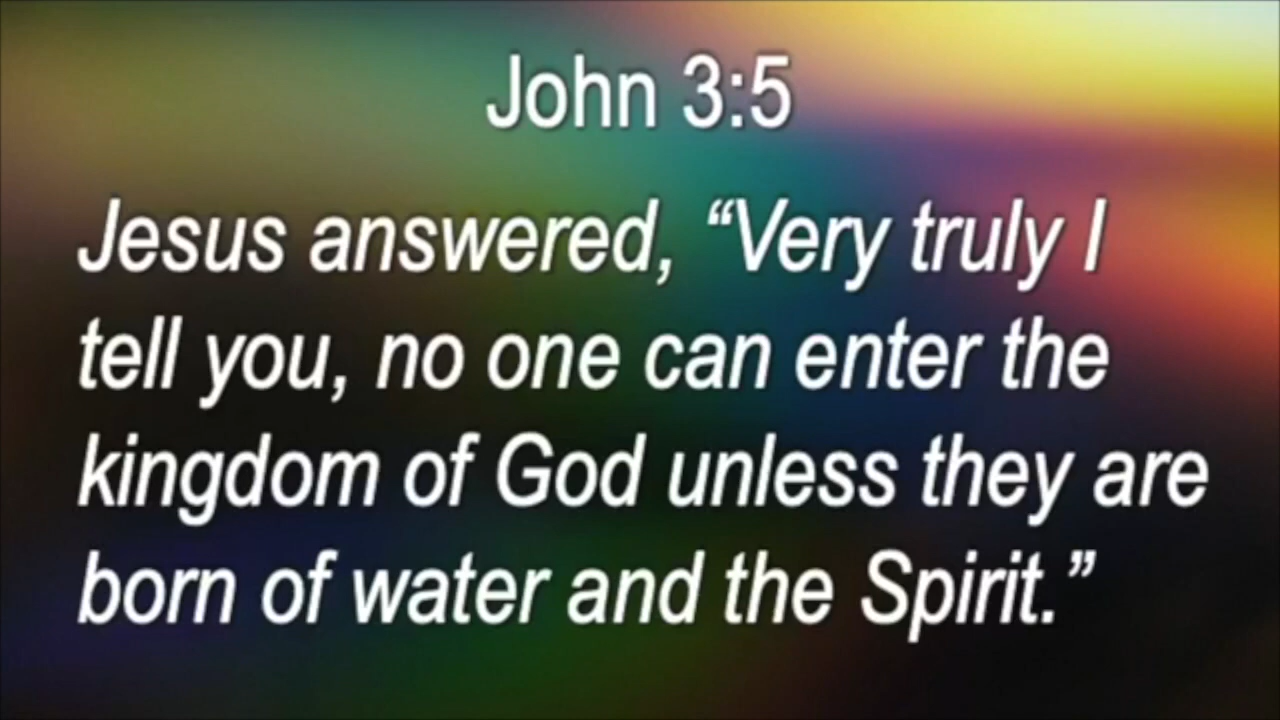 John 3:5
Jesus answered, “Very truly I
tell you, no one can enter the
kingdom of God unless they are
born of water and the Spirit.”